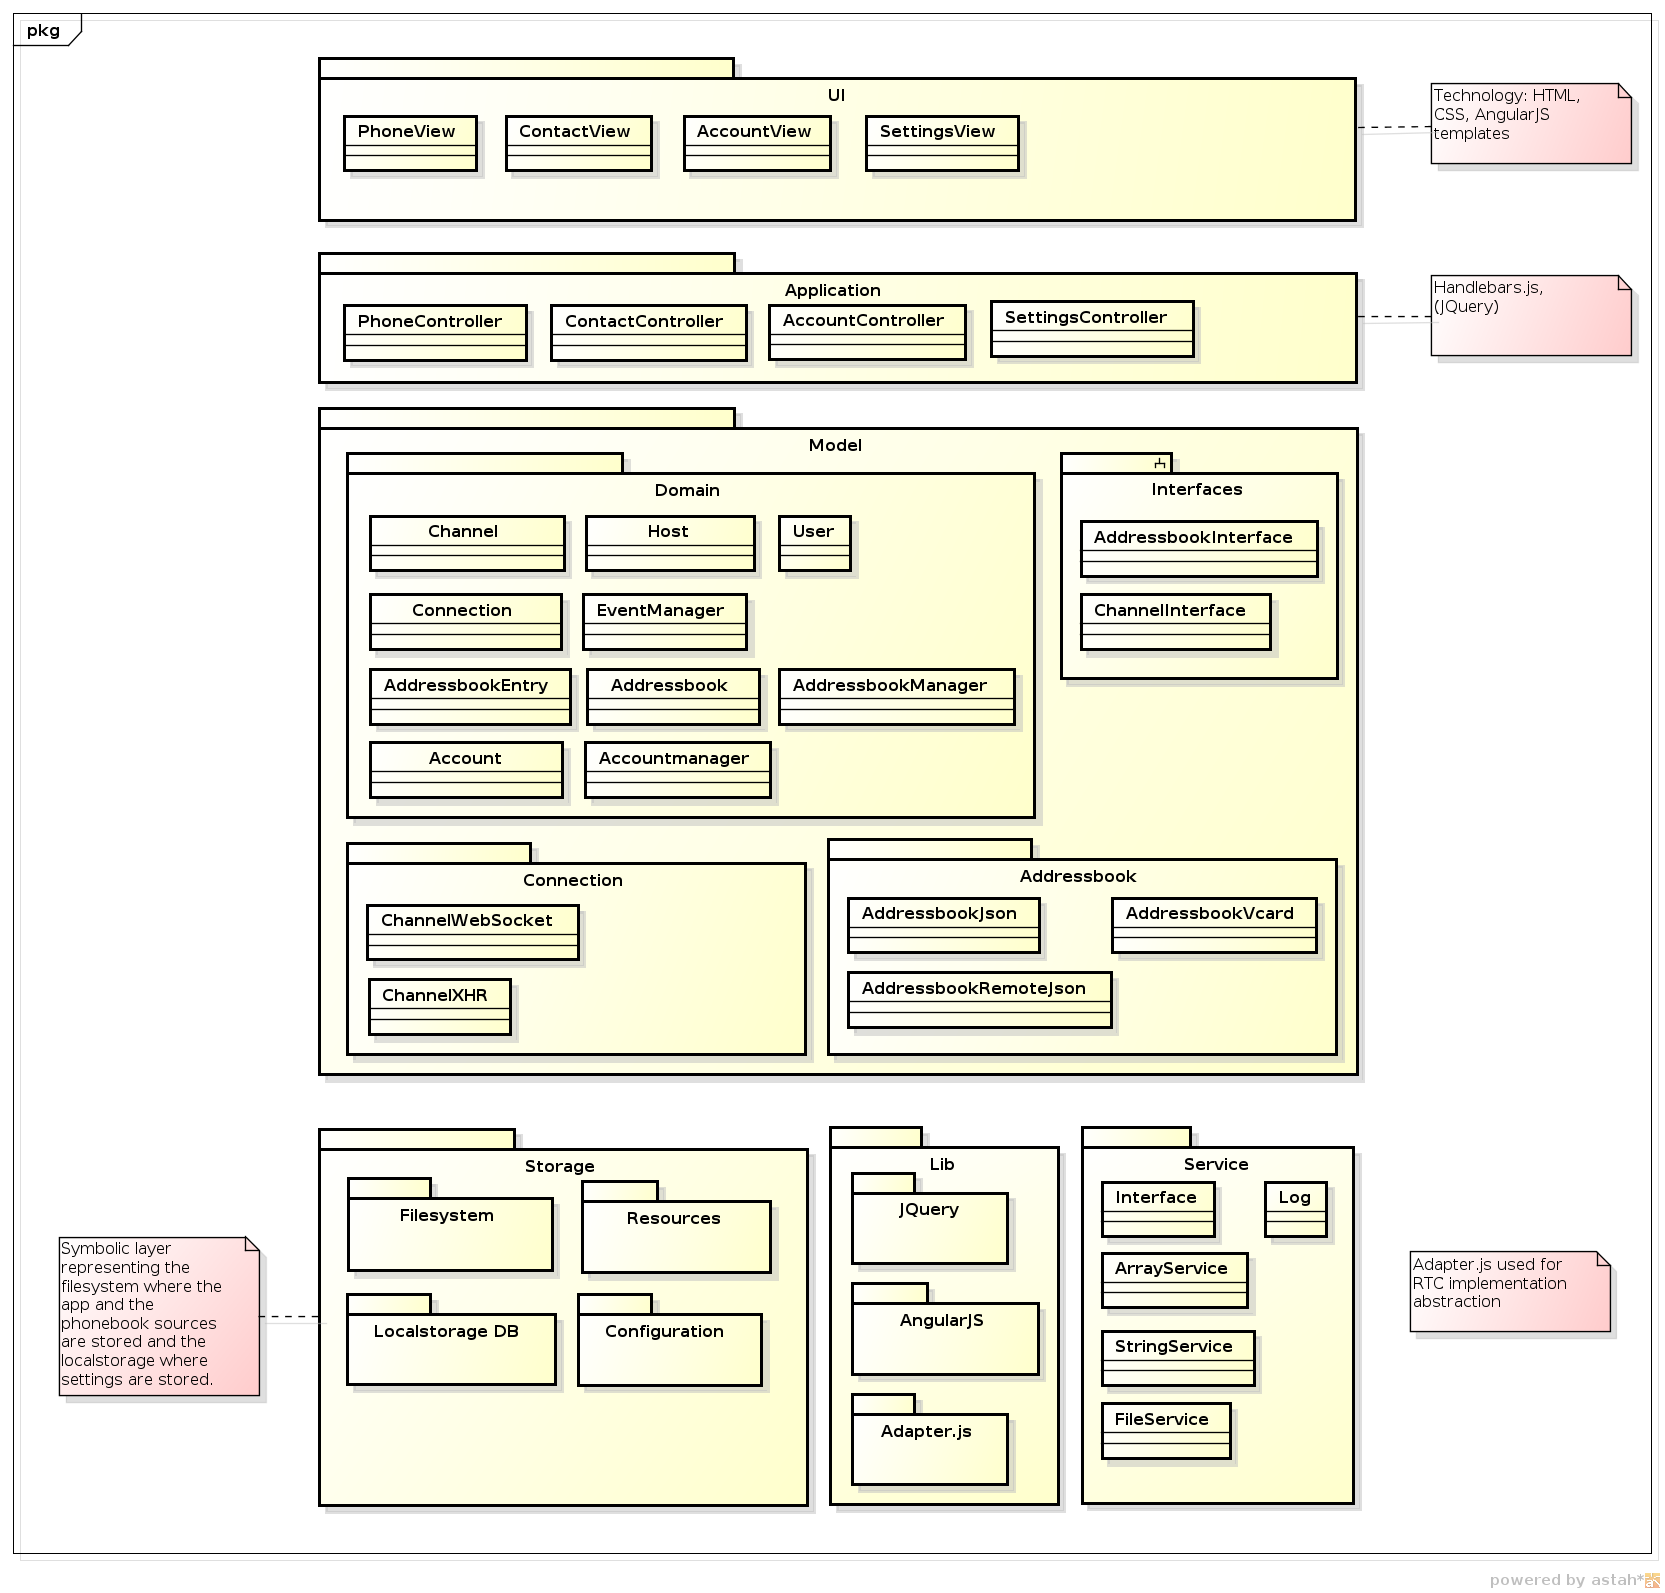 pkg
UI
PhoneView
ContactView
AccountView
SettingsView
Technology: HTML,
CSS, AngularJS
templates
Application
PhoneController
ContactController
AccountController
SettingsController
Handlebars.js,
(JQuery)
Model
Domain
Channel
Host
User
Connection
EventManager
AddressbookEntry
Addressbook
AddressbookManager
Account
Accountmanager
Interfaces
AddressbookInterface
ChannelInterface
Connection
ChannelWebSocket
ChannelXHR
Addressbook
AddressbookJson
AddressbookVcard
AddressbookRemoteJson
Storage
Filesystem
Resources
Localstorage DB
Configuration
Symbolic layer
representing the
filesystem where the
app and the
phonebook sources
are stored and the
localstorage where
settings are stored.
Lib
JQuery
AngularJS
Adapter.js
Service
Interface
Log
ArrayService
StringService
FileService
Adapter.js used for
RTC implementation
abstraction
powered by astah*